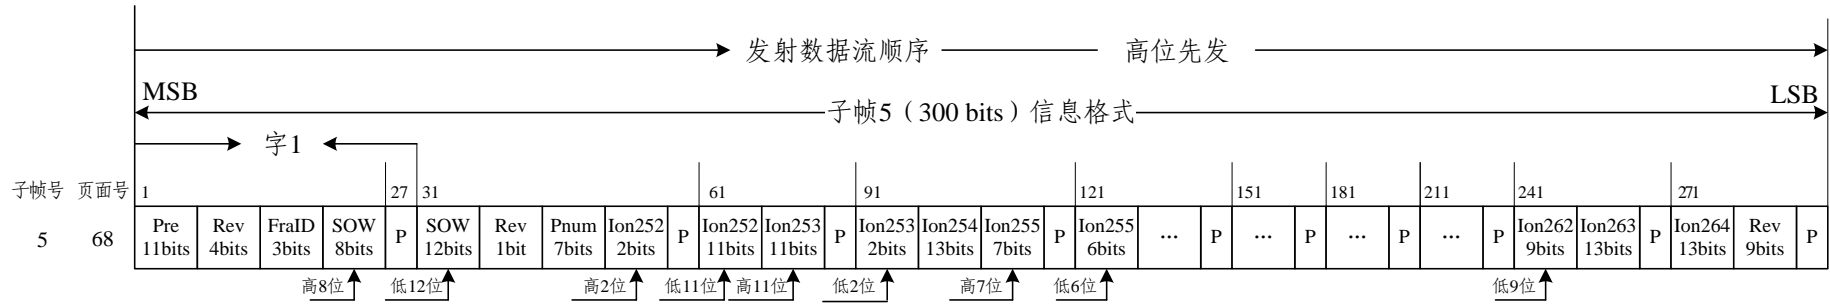 发射数据流顺序 高位先发
MSB LSB
子帧5（300 bits）信息格式
字1
子帧号 页面号 1 27 31 61 91 121 151 181 211 241 271
5 68 Pre 11bits Rev 4bits FraID 3bits SOW 8bits P SOW 12bits Rev 1bit Pnum 7bits Ion252 2bits P Ion252 11bits Ion253 11bits P Ion253 2bits Ion254 13bits Ion255 7bits P Ion255 6bits ... P ... P ... P ... P Ion262 9bits Ion263 13bits P Ion264 13bits Rev 9bits P
高8位 低12位 高2位 低11位 高11位 低2位 高7位 低6位 低9位